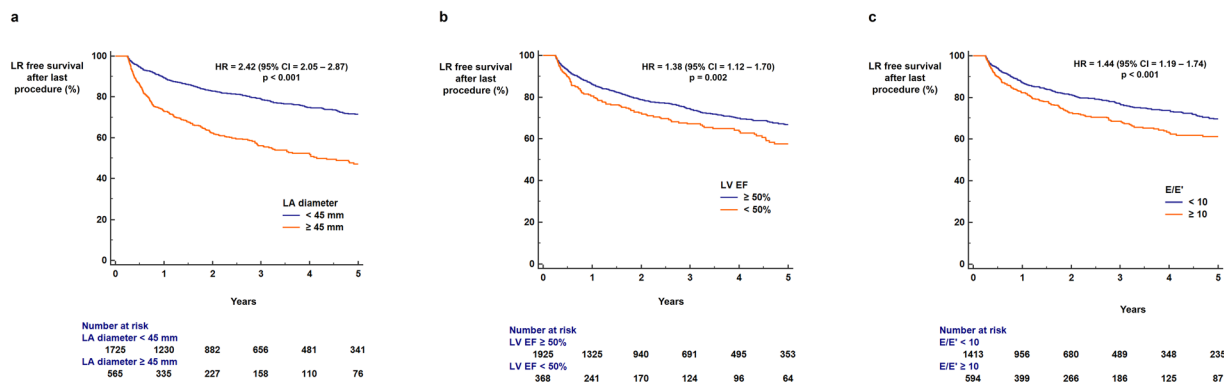 a
LR free survival
after last
procedure (%)
HR = 2.42 (95% CI = 2.05 – 2.87)
p < 0.001
100
80
60
40
20
0
LA diameter
< 45 mm
≥ 45 mm
0 1 2 3 4 5
Years
Number at risk
LA diameter < 45 mm
1725 1230 882 656 481 341
LA diameter ≥ 45 mm
565 335 227 158 110 76
b
LR free survival
after last
procedure (%)
HR = 1.38 (95% CI = 1.12 – 1.70)
p = 0.002
100
80
60
40
20
0
LV EF
≥ 50%
< 50%
0 1 2 3 4 5
Years
Number at risk
LV EF ≥ 50%
1925 1325 940 691 495 353
LV EF < 50%
368 241 170 124 96 64
c
LR free survival
after last
procedure (%)
HR = 1.44 (95% CI = 1.19 – 1.74)
p < 0.001
100
80
60
40
20
0
E/E'
< 10
≥ 10
0 1 2 3 4 5
Years
Number at risk
E/E' < 10
1413 956 680 489 348 235
E/E' ≥ 10
594 399 266 186 125 87